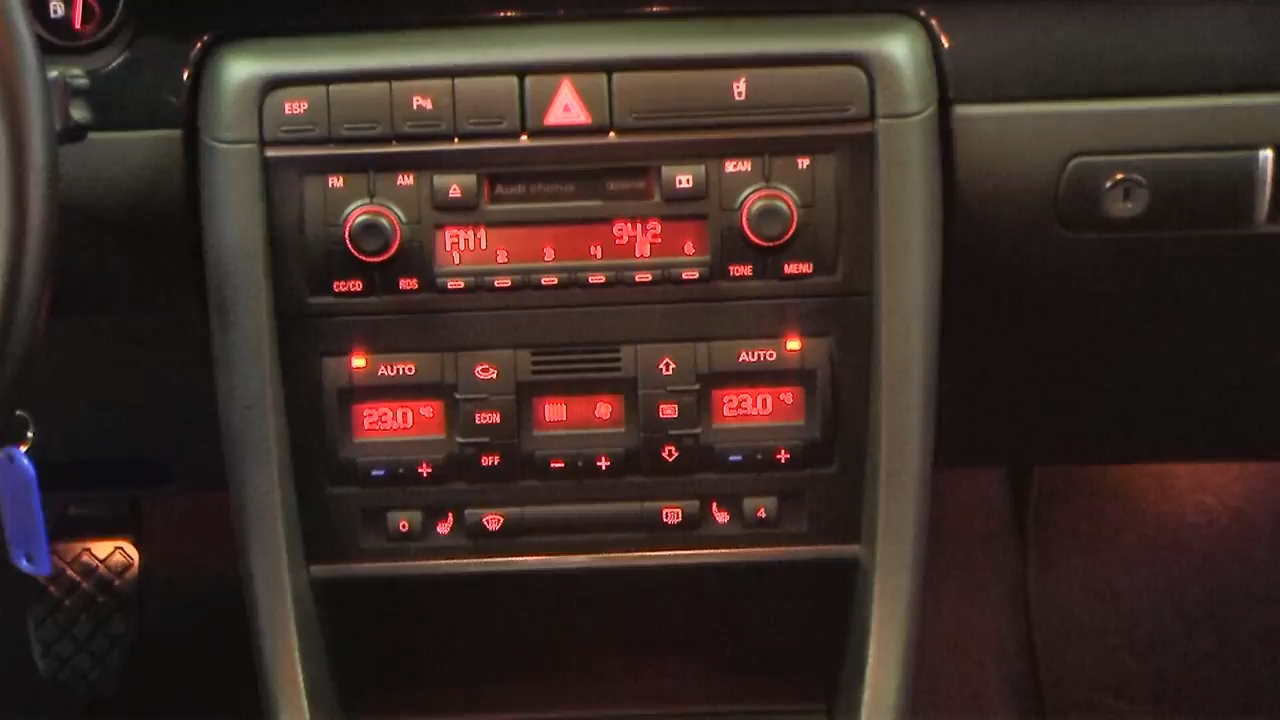 ESP
P
FM AM
Audi chorus
SCAN TP
FM1 94.2
1 2 3 4 6
CC/CD RDS
TONE MENU
AUTO AUTO
23.0 °C 23.0 °C
ECON
OFF
- + - + - +
0 4